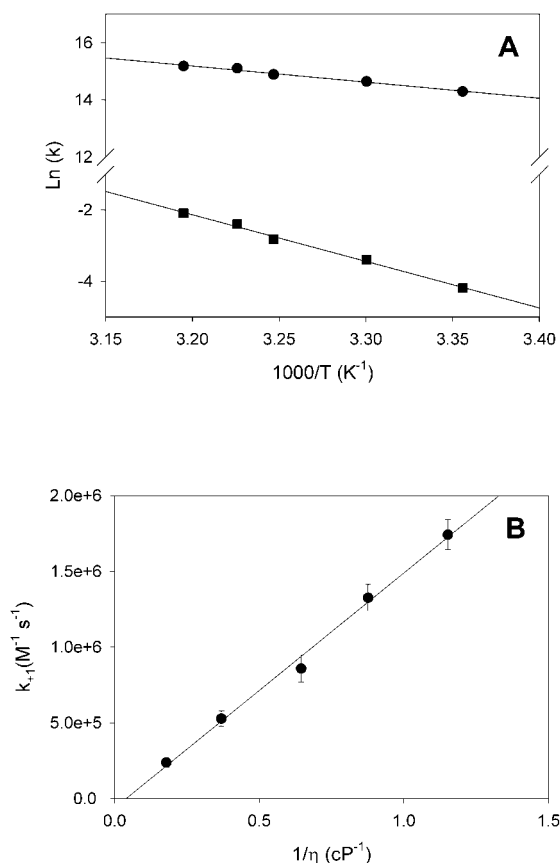 A
16
14
12
-2
-4
Ln (k)
3.15 3.20 3.25 3.30 3.35 3.40
1000/T (K⁻¹)
B
2.0e+6
1.5e+6
1.0e+6
5.0e+5
0.0
k₊₁(M⁻¹ s⁻¹)
0.0 0.5 1.0 1.5
1/η (cP⁻¹)